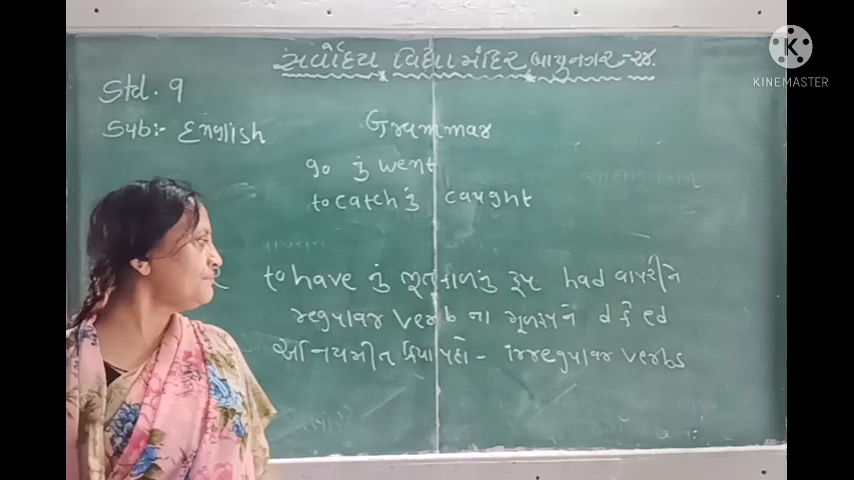 સર્વોદય વિદ્યામંદિર બાપુનગર-૨૪.
Std. 9
Sub:- English
Grammar
go નું went
to catch નું caught
to have નું ભૂતકાળનું રૂપ had વાપરીને
regular verb ના મૂળરૂપને d કે ed
અનિયમીત ક્રિયાપદો - irregular verbs
K
KINEMASTER